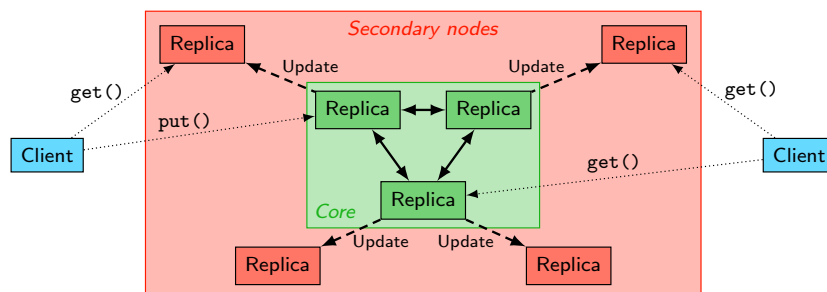 Secondary nodes
Replica
Replica
Update
Update
get()
get()
Replica
Replica
put()
Client
Client
get()
Replica
Core
Update
Update
Replica
Replica